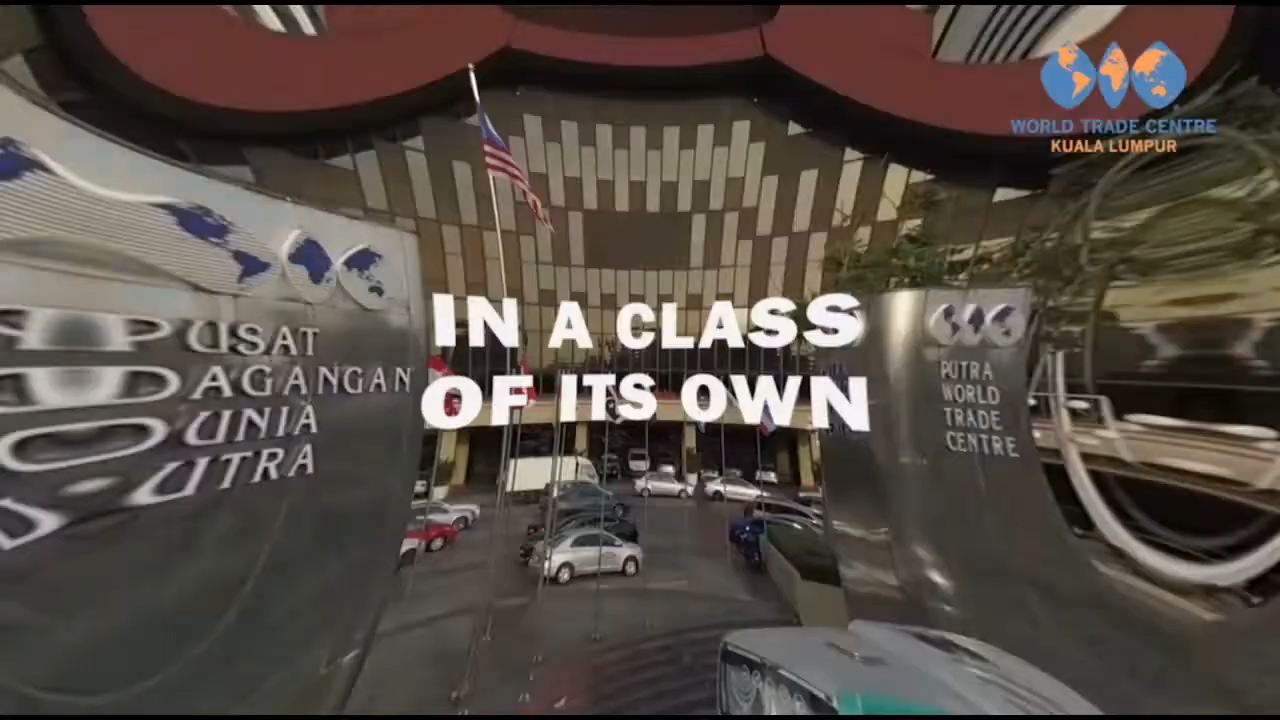 WORLD TRADE CENTRE
KUALA LUMPUR
IN A CLASS
OF ITS OWN
PUSAT
DAGANGAN
DUNIA
PUTRA
PUTRA
WORLD
TRADE
CENTRE